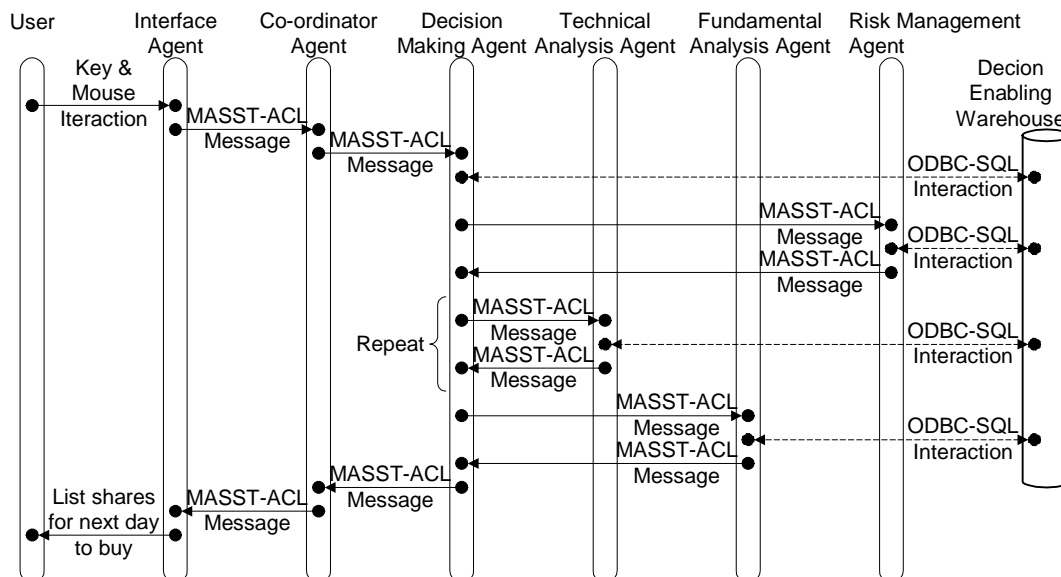 User
Interface
Agent
Co-ordinator
Agent
Decision
Making Agent
Technical
Analysis Agent
Fundamental
Analysis Agent
Risk Management
Agent
Decion
Enabling
Warehouse
Key &
Mouse
Iteraction
MASST-ACL
Message
MASST-ACL
Message
ODBC-SQL
Interaction
MASST-ACL
Message
ODBC-SQL
Interaction
MASST-ACL
Message
Repeat
MASST-ACL
Message
ODBC-SQL
Interaction
MASST-ACL
Message
MASST-ACL
Message
ODBC-SQL
Interaction
MASST-ACL
Message
MASST-ACL
Message
MASST-ACL
Message
List shares
for next day
to buy